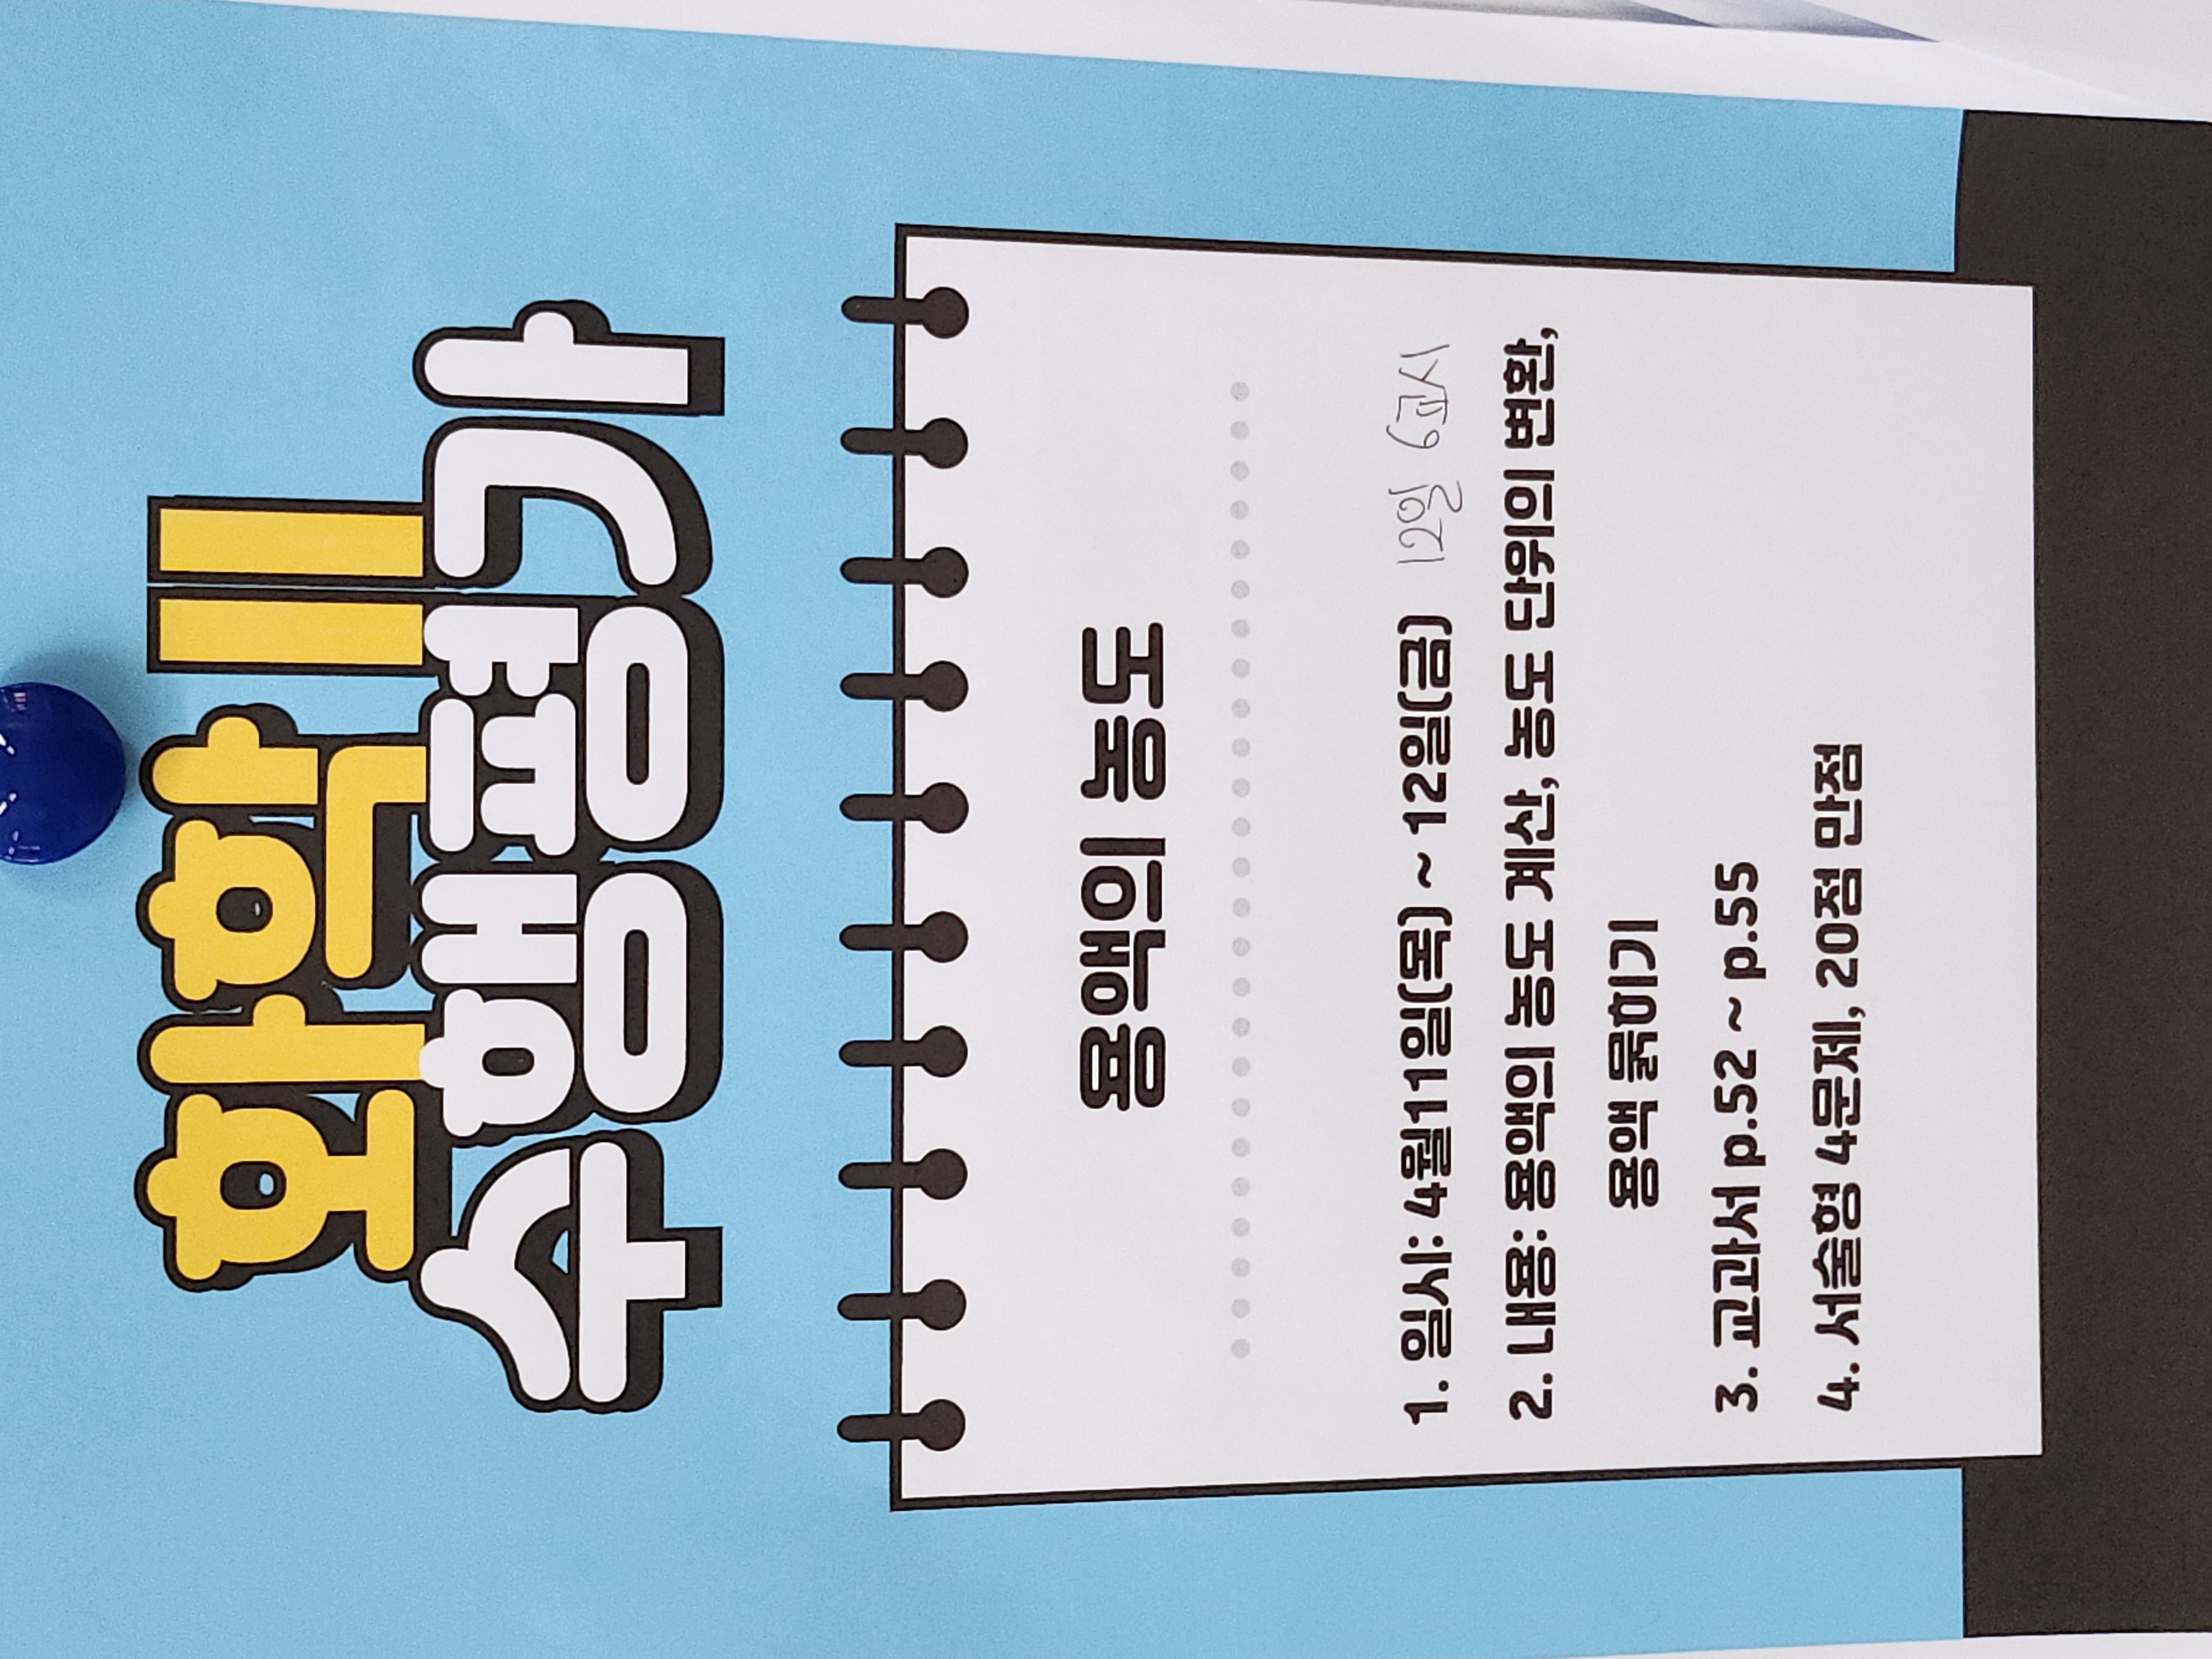 화학 II
수행평가
용액의 농도
1. 일시: 4월11일(목) ~ 12일(금) 12일 6교시
2. 내용: 용액의 농도 계산, 농도 단위의 변환,
용액 묽히기
3. 교과서 p.52 ~ p.55
4. 서술형 4문제, 20점 만점